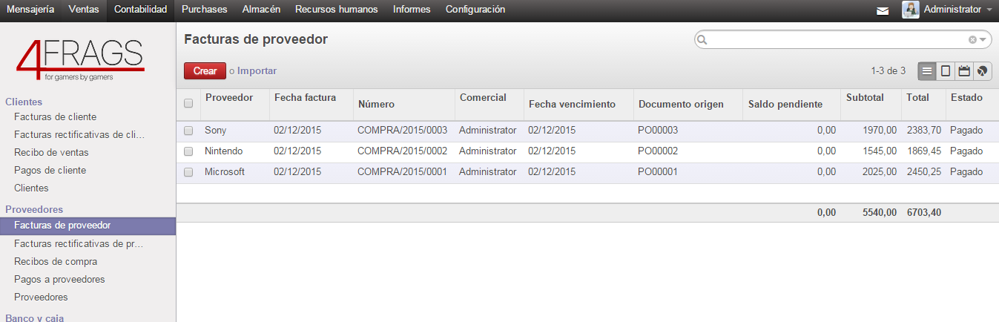 Mensajería Ventas Contabilidad Purchases Almacén Recursos humanos Informes Configuración Administrator
4FRAGS
for gamers by gamers
Clientes
Facturas de cliente
Facturas rectificativas de cli...
Recibo de ventas
Pagos de cliente
Clientes
Proveedores
Facturas de proveedor
Facturas rectificativas de pr...
Recibos de compra
Pagos a proveedores
Proveedores
Banco y caja
Facturas de proveedor
Crear o Importar
1-3 de 3
Proveedor Fecha factura Número Comercial Fecha vencimiento Documento origen Saldo pendiente Subtotal Total Estado
Sony 02/12/2015 COMPRA/2015/0003 Administrator 02/12/2015 PO00003 0,00 1970,00 2383,70 Pagado
Nintendo 02/12/2015 COMPRA/2015/0002 Administrator 02/12/2015 PO00002 0,00 1545,00 1869,45 Pagado
Microsoft 02/12/2015 COMPRA/2015/0001 Administrator 02/12/2015 PO00001 0,00 2025,00 2450,25 Pagado
0,00 5540,00 6703,40